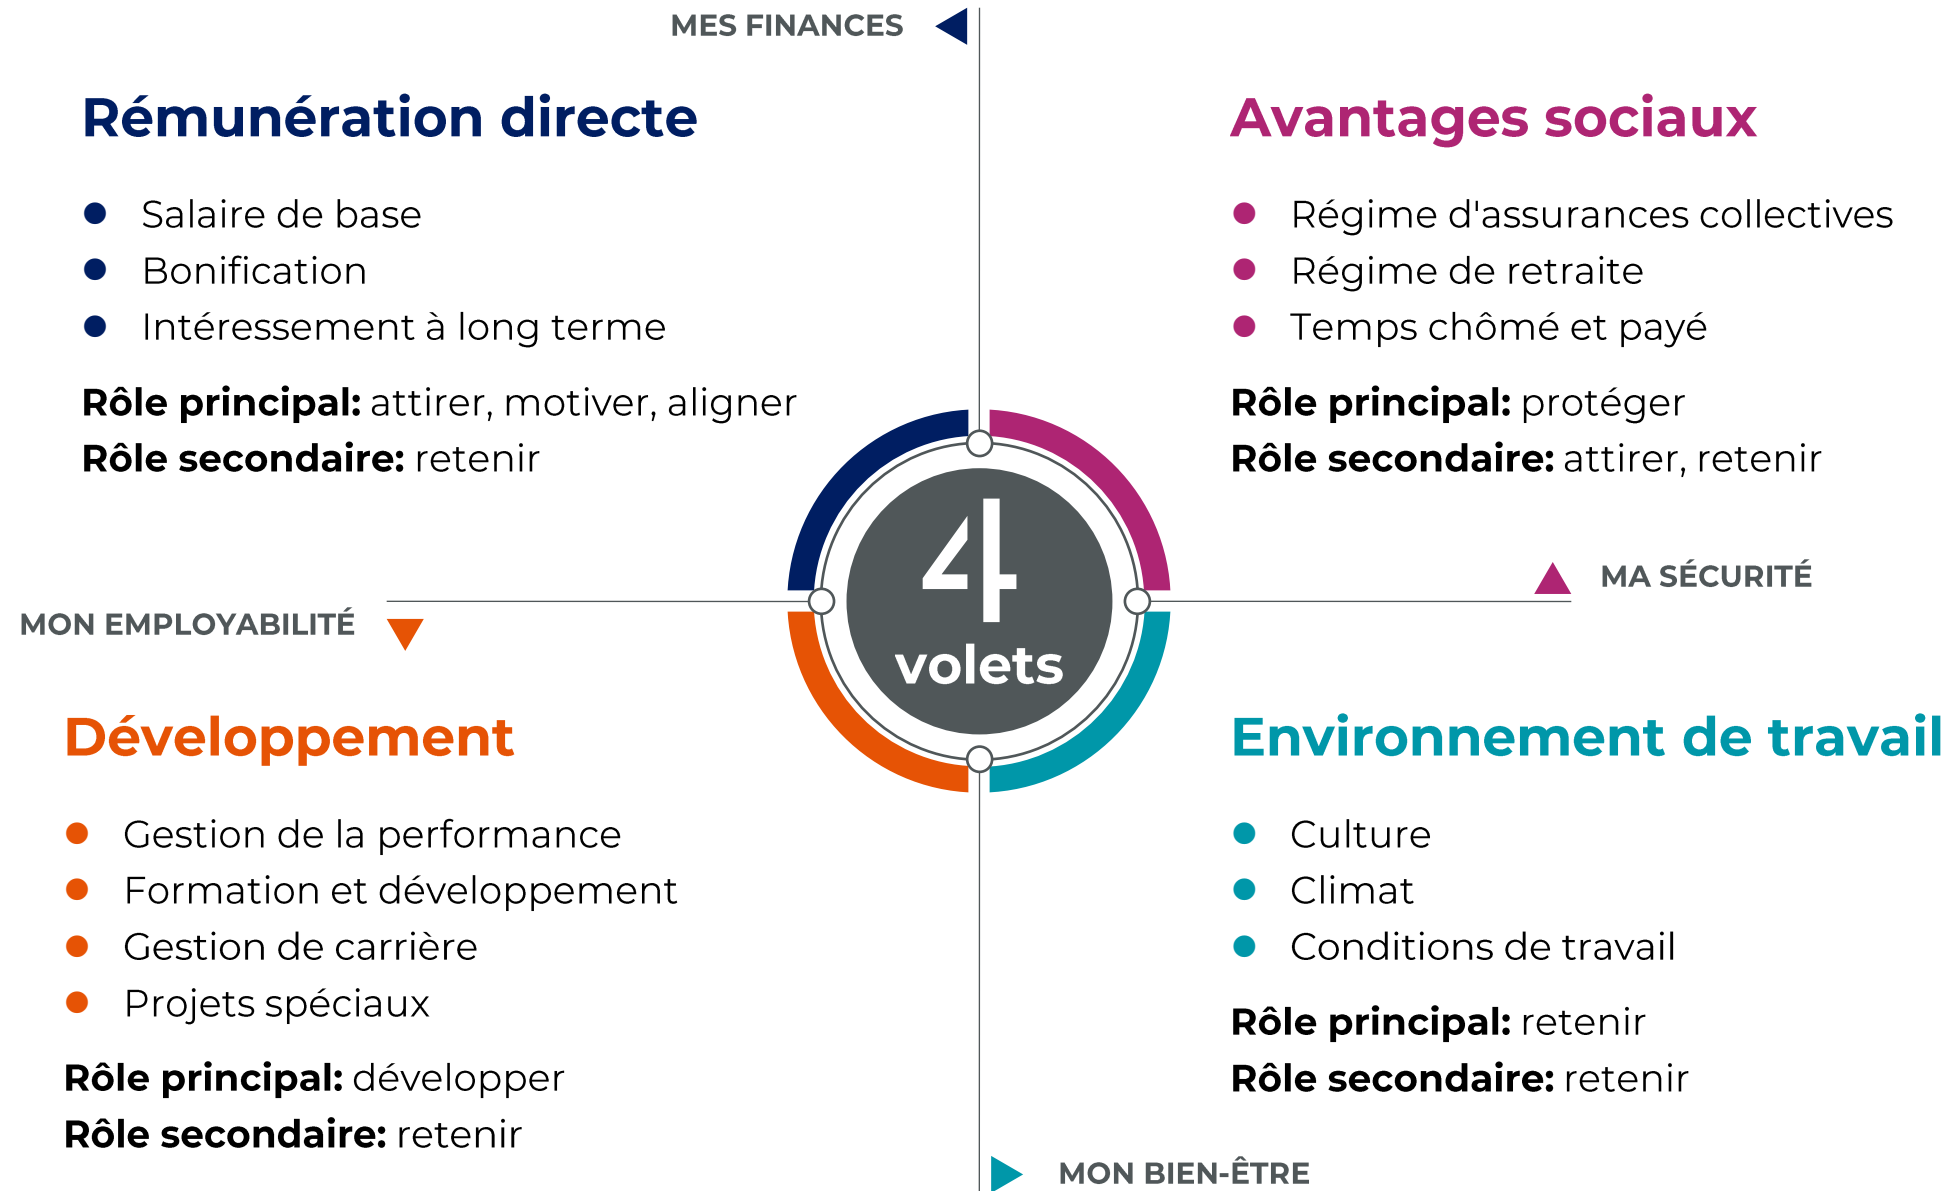 MES FINANCES
Rémunération directe
Salaire de base
Bonification
Intéressement à long terme
Rôle principal: attirer, motiver, aligner
Rôle secondaire: retenir
Avantages sociaux
Régime d'assurances collectives
Régime de retraite
Temps chômé et payé
Rôle principal: protéger
Rôle secondaire: attirer, retenir
MA SÉCURITÉ
4
volets
MON EMPLOYABILITÉ
Développement
Gestion de la performance
Formation et développement
Gestion de carrière
Projets spéciaux
Rôle principal: développer
Rôle secondaire: retenir
Environnement de travail
Culture
Climat
Conditions de travail
Rôle principal: retenir
Rôle secondaire: retenir
MON BIEN-ÊTRE